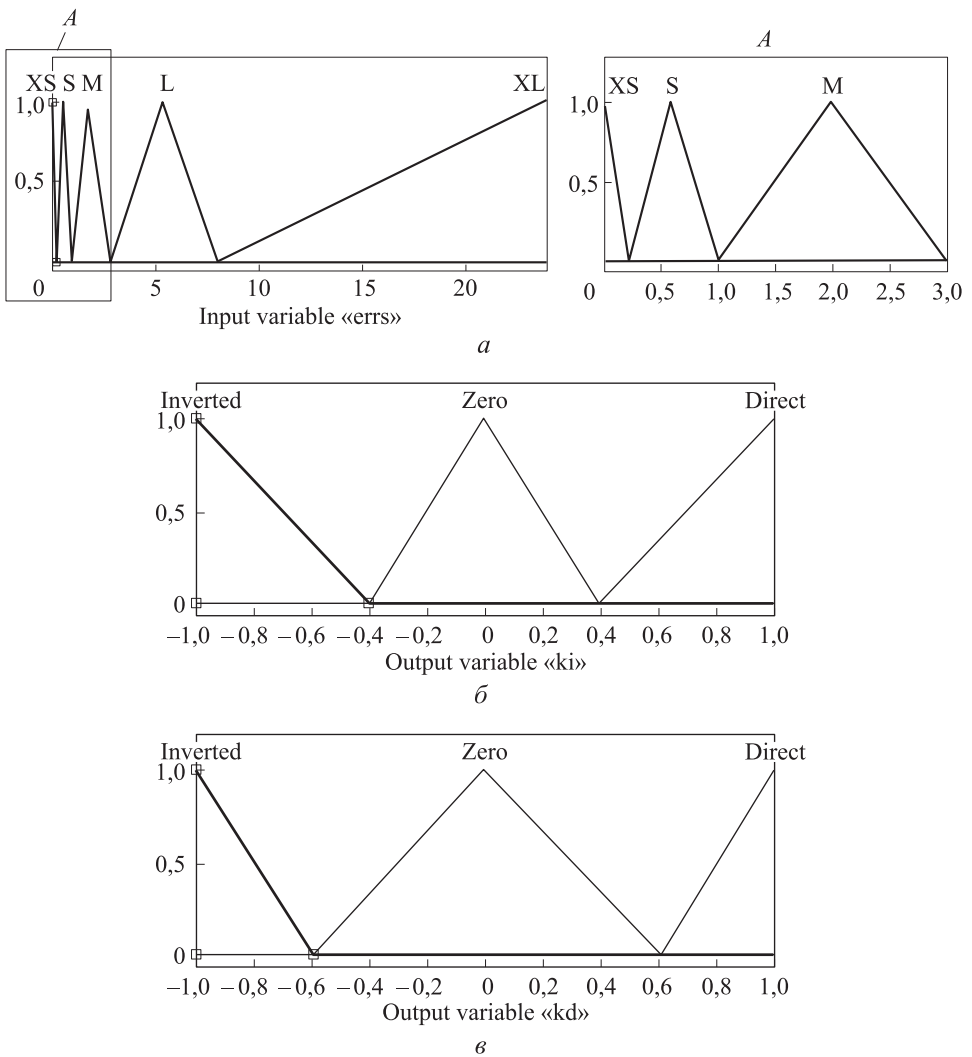 A
XS S M L XL
1,0
0,5
0 5 10 15 20
Input variable «errs»
A
XS S M
1,0
0,5
0 0,5 1,0 1,5 2,0 2,5 3,0
а
Inverted Zero Direct
1,0
0,5
0
–1,0 –0,8 –0,6 –0,4 –0,2 0 0,2 0,4 0,6 0,8 1,0
Output variable «ki»
б
Inverted Zero Direct
1,0
0,5
0
–1,0 –0,8 –0,6 –0,4 –0,2 0 0,2 0,4 0,6 0,8 1,0
Output variable «kd»
в